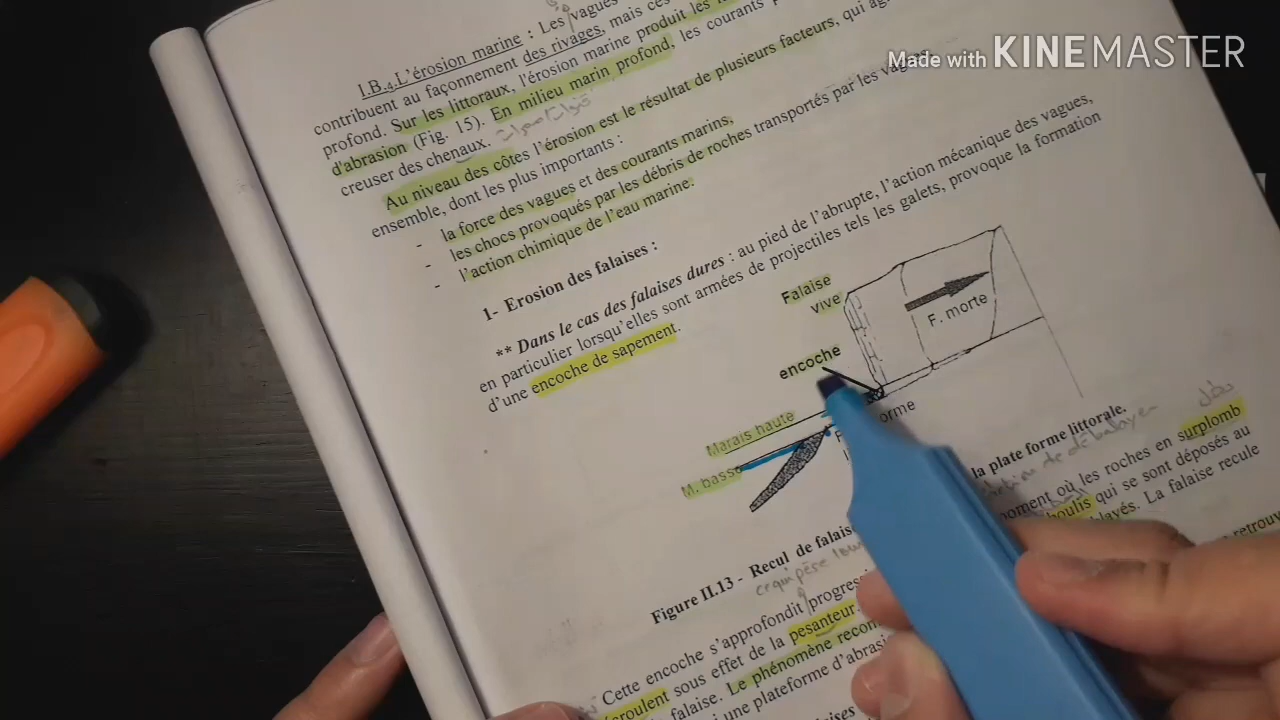 Made with KINEMASTER
I.B.4.L'érosion marine : Les vagues
contribuent au façonnement des rivages, mais ces
profond. Sur les littoraux, l'érosion marine produit les
d'abrasion (Fig. 15). En milieu marin profond, les courants
creuser des chenaux.
Au niveau des côtes l'érosion est le résultat de plusieurs facteurs, qui
ensemble, dont les plus importants :
- la force des vagues et des courants marins,
- les chocs provoqués par les débris de roches transportés par les vagues
- l'action chimique de l'eau marine.
1- Erosion des falaises :
** Dans le cas des falaises dures : au pied de l'abrupte, l'action mécanique des vagues,
en particulier lorsqu'elles sont armées de projectiles tels les galets, provoque la formation
d'une encoche de sapement.
Falaise
vive
F. morte
encoche
Marais haute
M. basse
Figure II.13 - Recul de falais la plate forme littorale.
Cette encoche s'approfondit progres moment où les roches en surplomb
s'écroulent sous effet de la pesanteur. qui se sont déposés au
falaise. Le phénomène recom La falaise recule
une plateforme d'abras